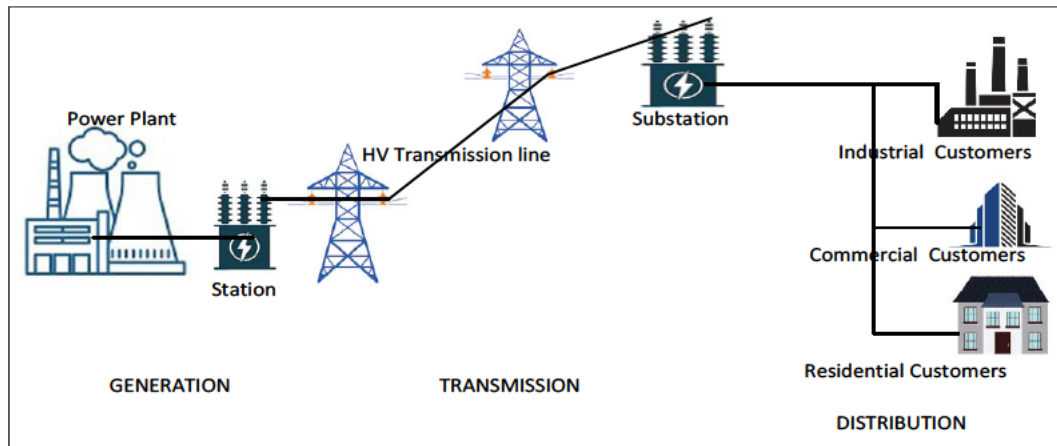 Power Plant
Station
HV Transmission line
Substation
Industrial Customers
Commercial Customers
Residential Customers
GENERATION
TRANSMISSION
DISTRIBUTION